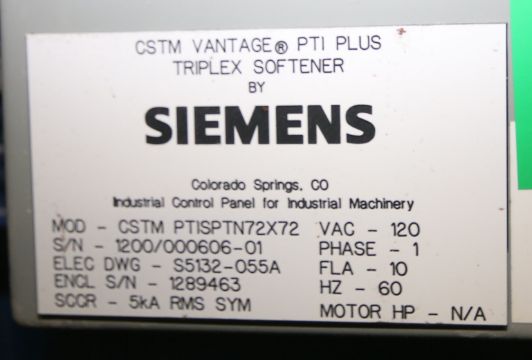 CSTM VANTAGE® PTI PLUS
TRIPLEX SOFTENER
BY
SIEMENS
Colorado Springs, CO
Industrial Control Panel for Industrial Machinery
MOD - CSTM PTISPTN72X72 VAC - 120
S/N - 1200/000606-01 PHASE - 1
ELEC DWG - S5132-055A FLA - 10
ENCL S/N - 1289463 HZ - 60
SCCR - 5kA RMS SYM MOTOR HP - N/A